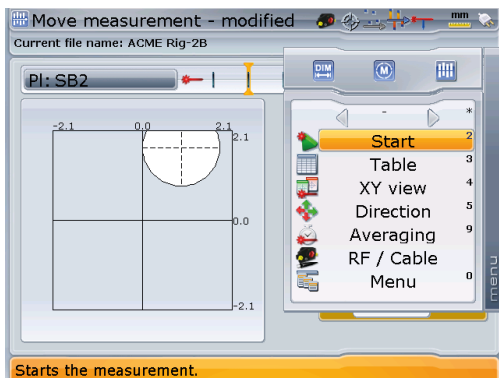 Move measurement - modified
mm
Current file name: ACME Rig-2B
PI: SB2
DIM
M
- *
-2.1 0.0 2.1
2.1
0.0
-2.1
Start 2
Table 3
XY view 4
Direction 5
Averaging 9
RF / Cable
Menu 0
menu
Starts the measurement.